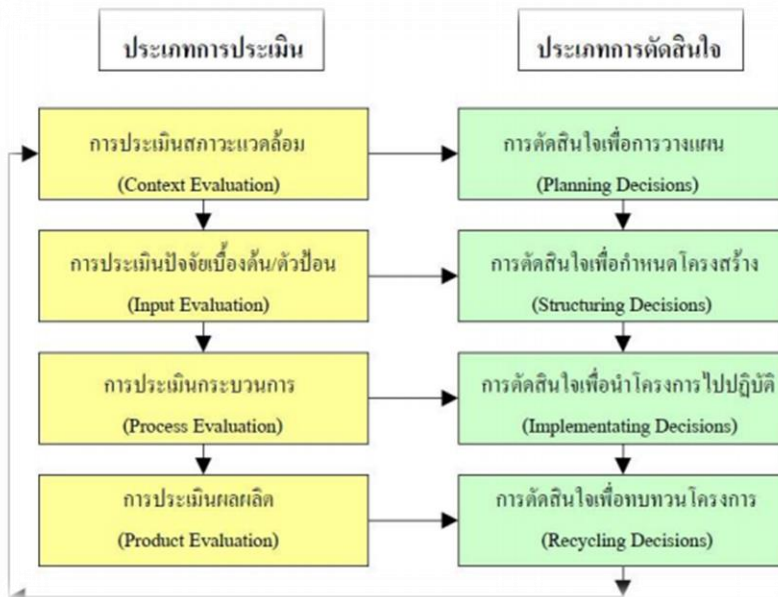 ประเภทการประเมิน
ประเภทการตัดสินใจ
การประเมินสภาวะแวดล้อม
(Context Evaluation)
การตัดสินใจเพื่อการวางแผน
(Planning Decisions)
การประเมินปัจจัยเบื้องต้น/ตัวป้อน
(Input Evaluation)
การตัดสินใจเพื่อกำหนดโครงสร้าง
(Structuring Decisions)
การประเมินกระบวนการ
(Process Evaluation)
การตัดสินใจเพื่อนำโครงการไปปฏิบัติ
(Implementating Decisions)
การประเมินผลผลิต
(Product Evaluation)
การตัดสินใจเพื่อทบทวนโครงการ
(Recycling Decisions)